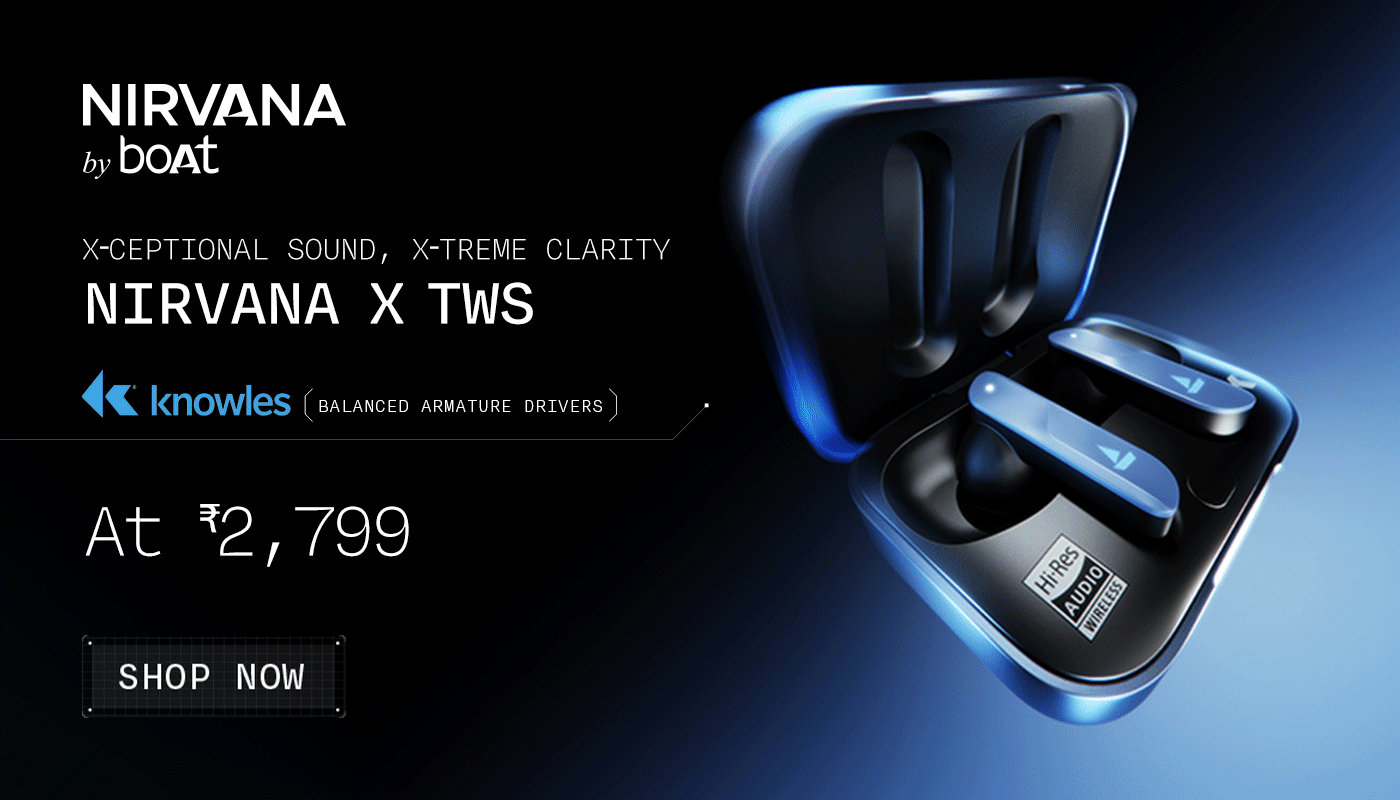 NIRVANA
by boAt
X-CEPTIONAL SOUND, X-TREME CLARITY
NIRVANA X TWS
knowles (BALANCED ARMATURE DRIVERS)
At ₹2,799
SHOP NOW
Hi-Res
AUDIO
WIRELESS